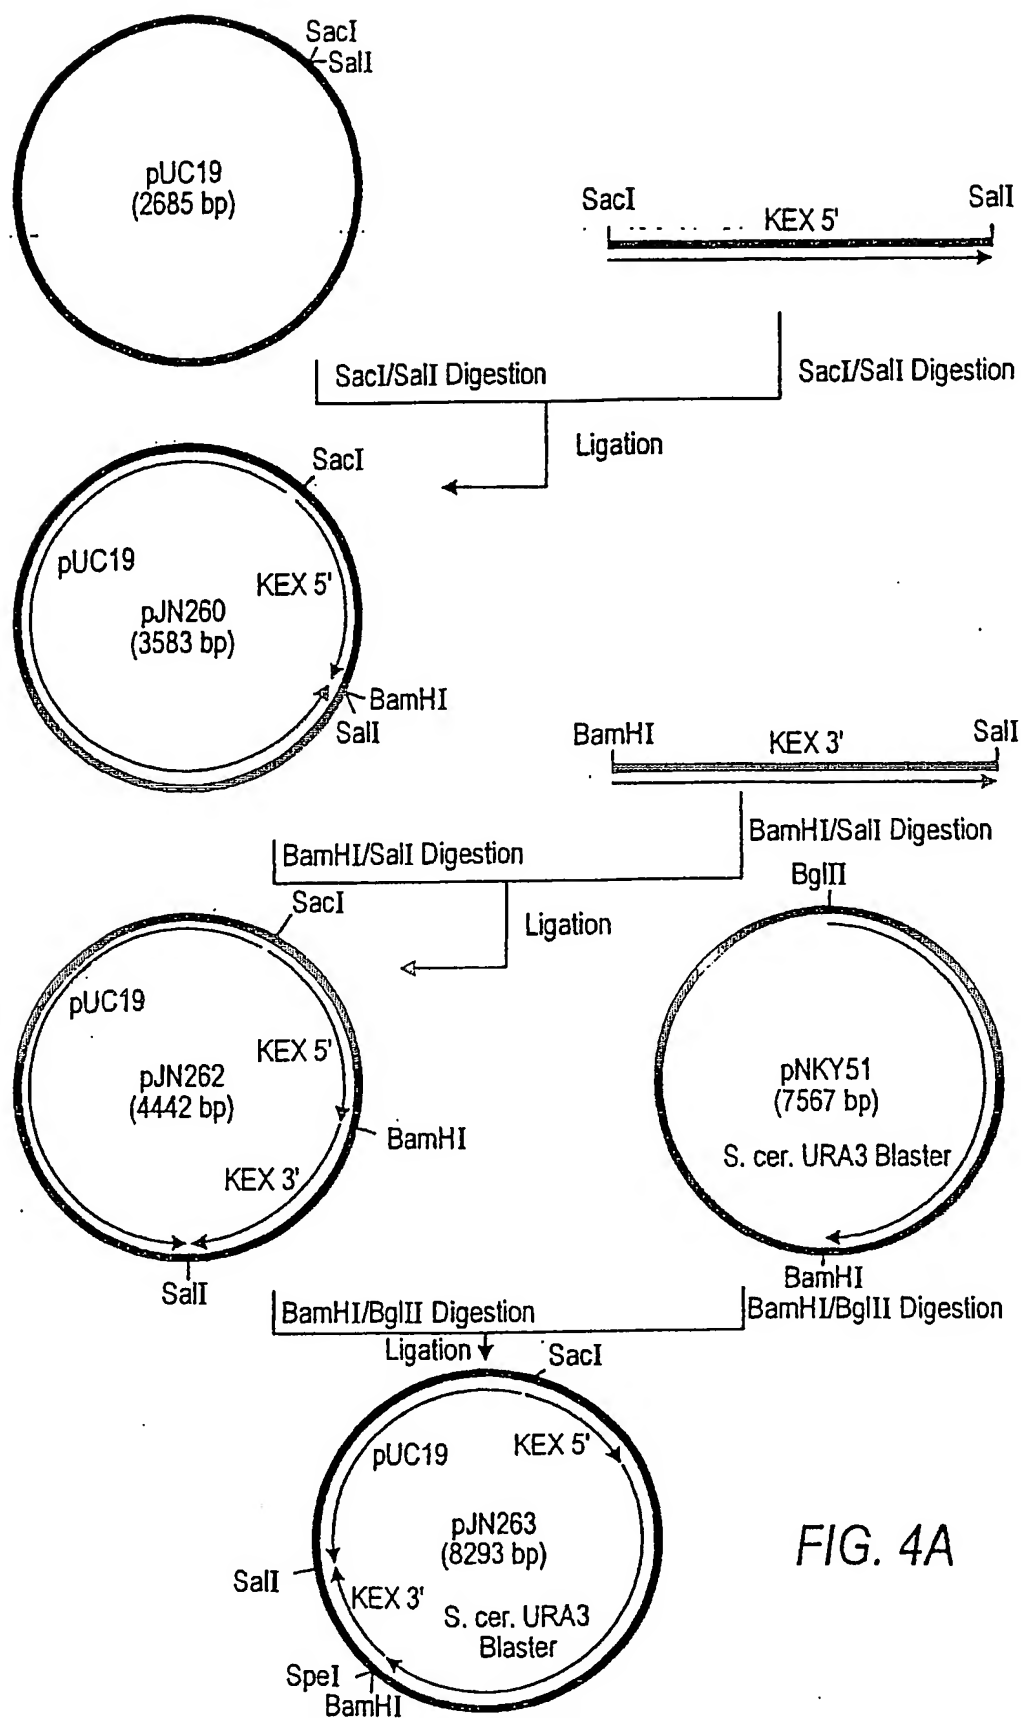 SacI
SalI
pUC19
(2685 bp)
SacI
KEX 5'
SalI
SacI/SalI Digestion
SacI/SalI Digestion
Ligation
SacI
pUC19
KEX 5'
pJN260
(3583 bp)
BamHI
SalI
BamHI
KEX 3'
SalI
BamHI/SalI Digestion
BamHI/SalI Digestion
Ligation
SacI
pUC19
KEX 5'
pJN262
(4442 bp)
BamHI
KEX 3'
SalI
BglII
pNKY51
(7567 bp)
S. cer. URA3 Blaster
BamHI
BamHI/BglII Digestion
BamHI/BglII Digestion
Ligation
SacI
pUC19
KEX 5'
pJN263
(8293 bp)
SalI
KEX 3'
S. cer. URA3
Blaster
SpeI
BamHI
FIG. 4A